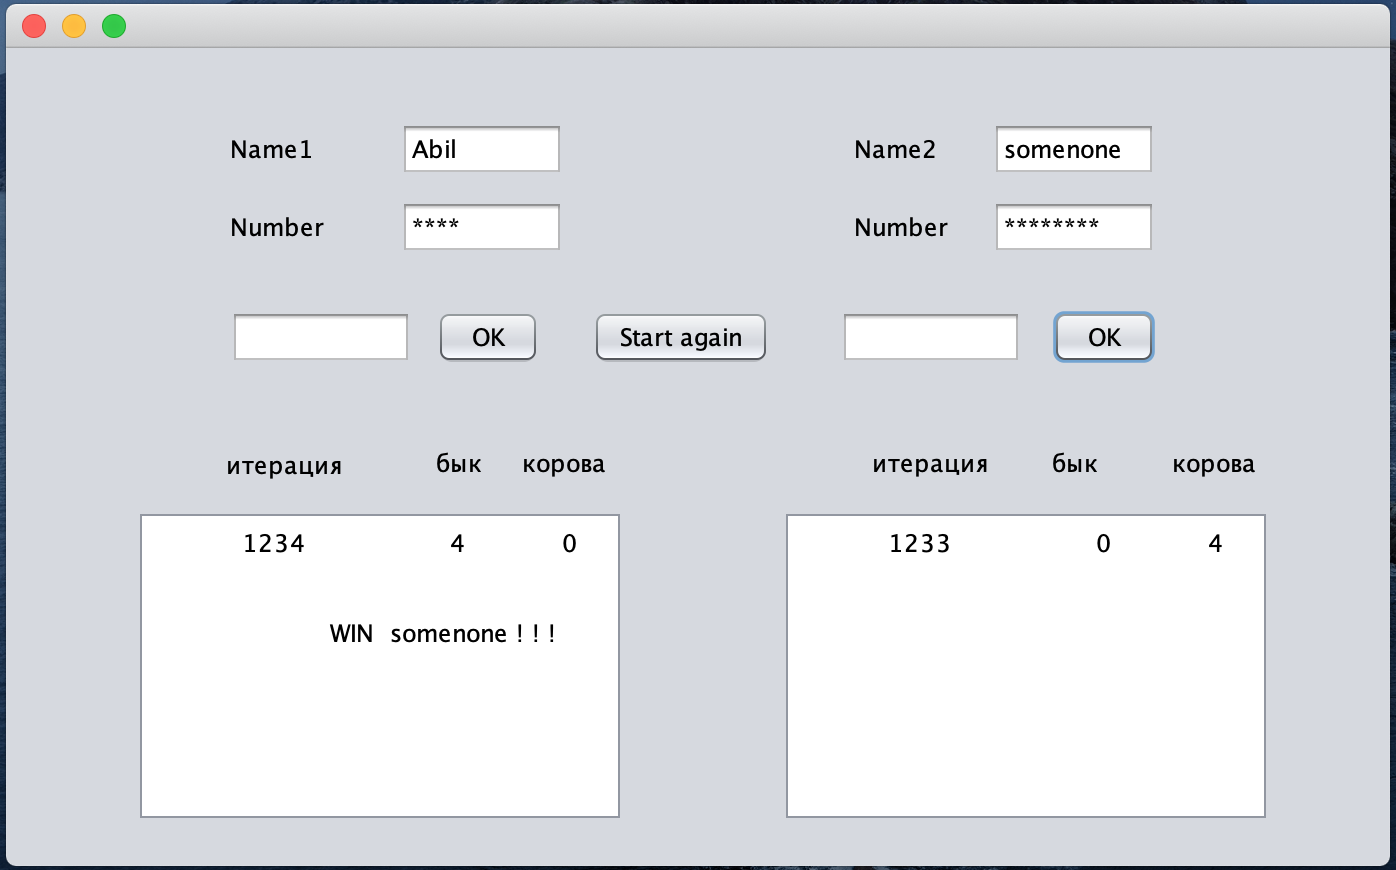 Name1 Abil Name2 somenone
Number **** Number ********
OK Start again OK
итерация бык корова итерация бык корова
1234 4 0 1233 0 4
WIN somenone ! ! !